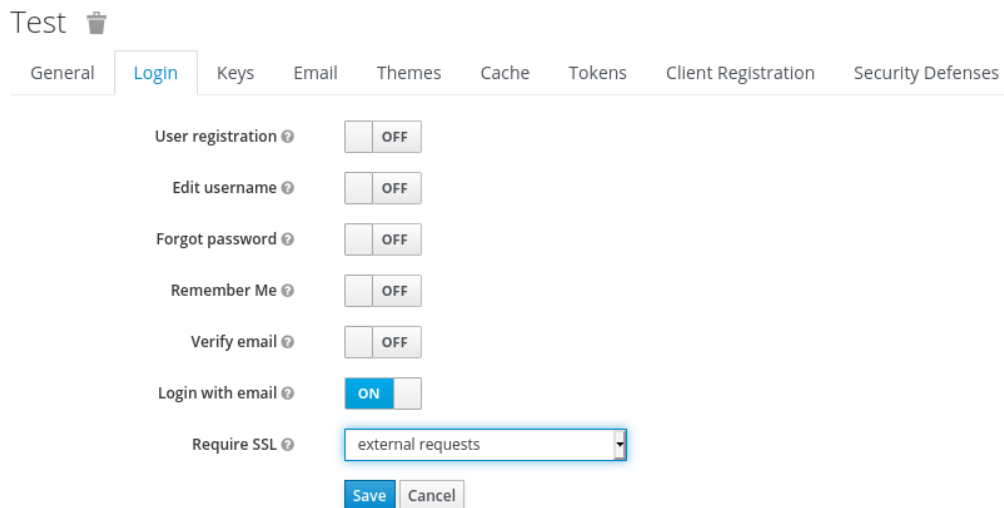 Test
General Login Keys Email Themes Cache Tokens Client Registration Security Defenses
User registration OFF
Edit username OFF
Forgot password OFF
Remember Me OFF
Verify email OFF
Login with email ON
Require SSL external requests
Save Cancel